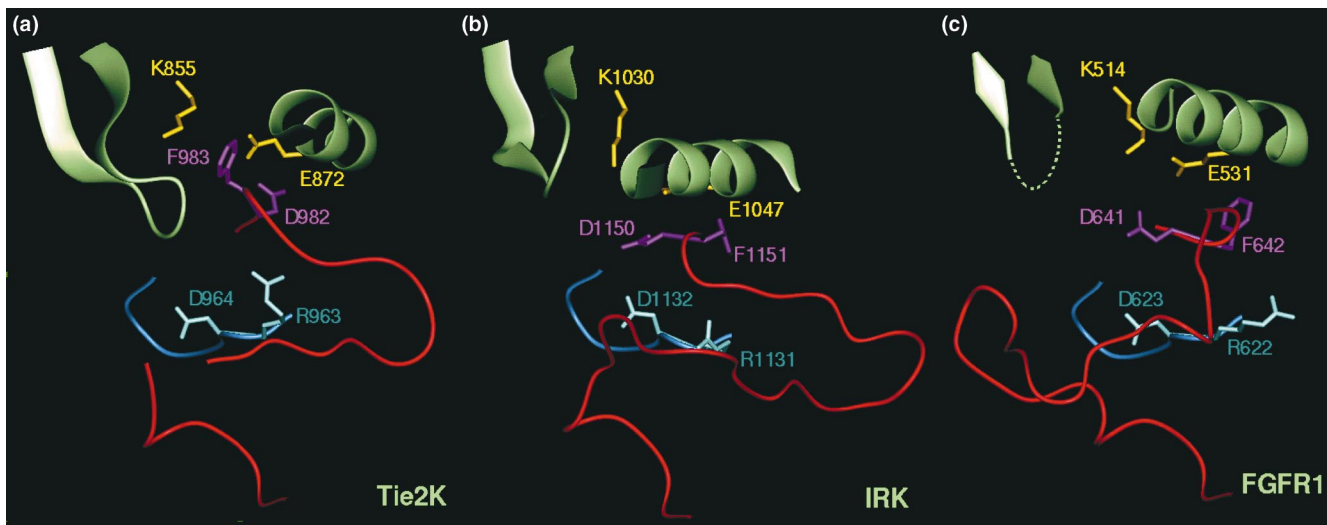 (a)
K855
F983
E872
D982
D964
R963
Tie2K
(b)
K1030
E1047
D1150
F1151
D1132
R1131
IRK
(c)
K514
E531
D641
F642
D623
R622
FGFR1